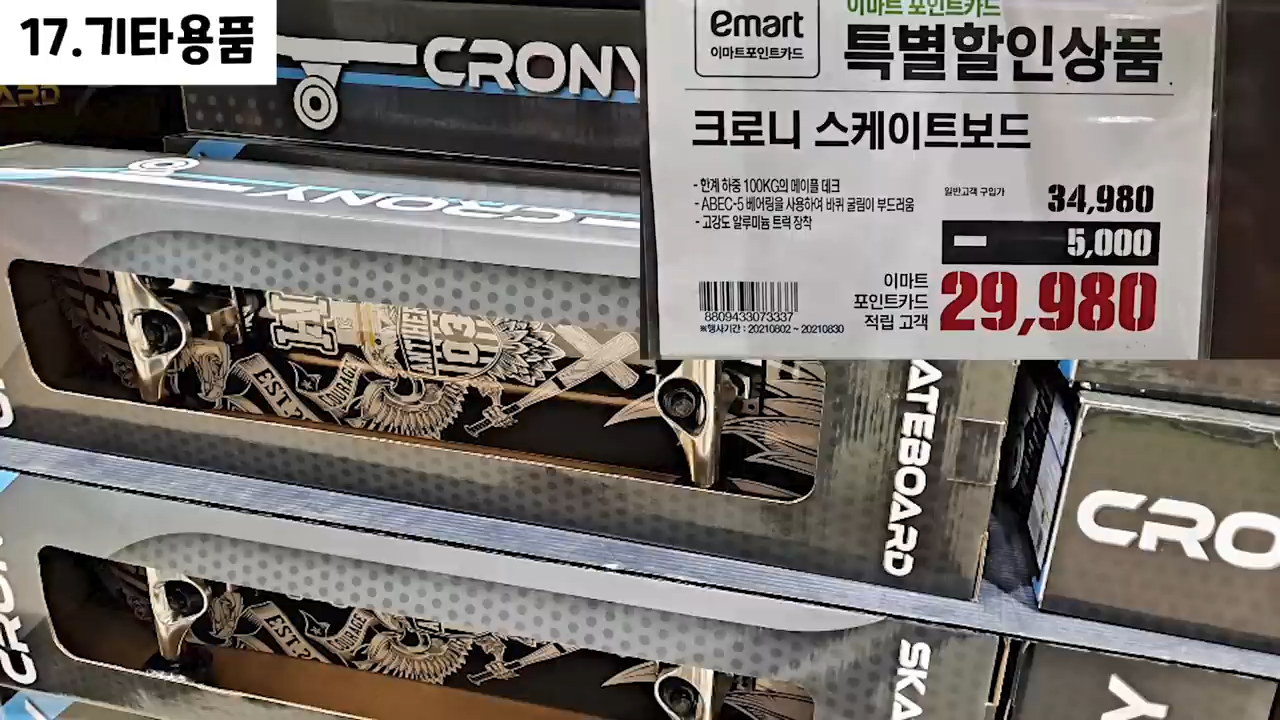 17.기타용품
ARD
CRONY
emart
이마트포인트카드
이마트 포인트카드
특별할인상품
크로니 스케이트보드
- 한계 하중 100KG의 메이플 데크
- ABEC-5 베어링을 사용하여 바퀴 굴림이 부드러움
- 고강도 알루미늄 트럭 장착
일반고객 구입가
34,980
- 5,000
이마트
포인트카드
적립 고객
29,980
8809433073337
※행사기간 : 20210802 ~ 20210830
CRONY
EST.
COURAGE
ATEBOARD
CRO
EST.
COURAGE
SKA
Y